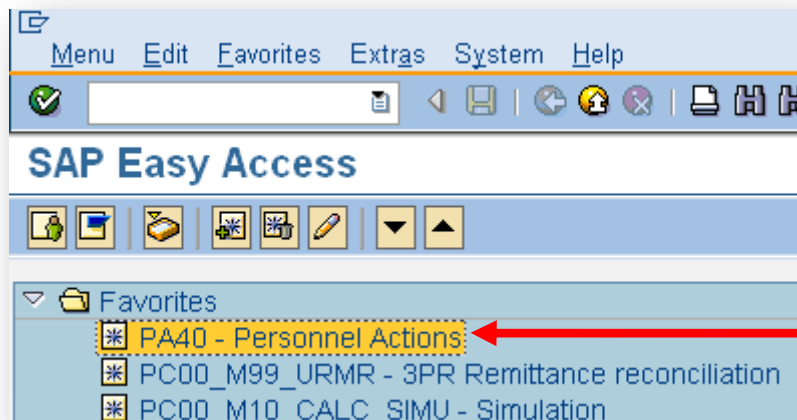 Menu Edit Favorites Extras System Help
SAP Easy Access
Favorites
PA40 - Personnel Actions
PC00_M99_URMR - 3PR Remittance reconciliation
PC00_M10_CALC_SIMU - Simulation